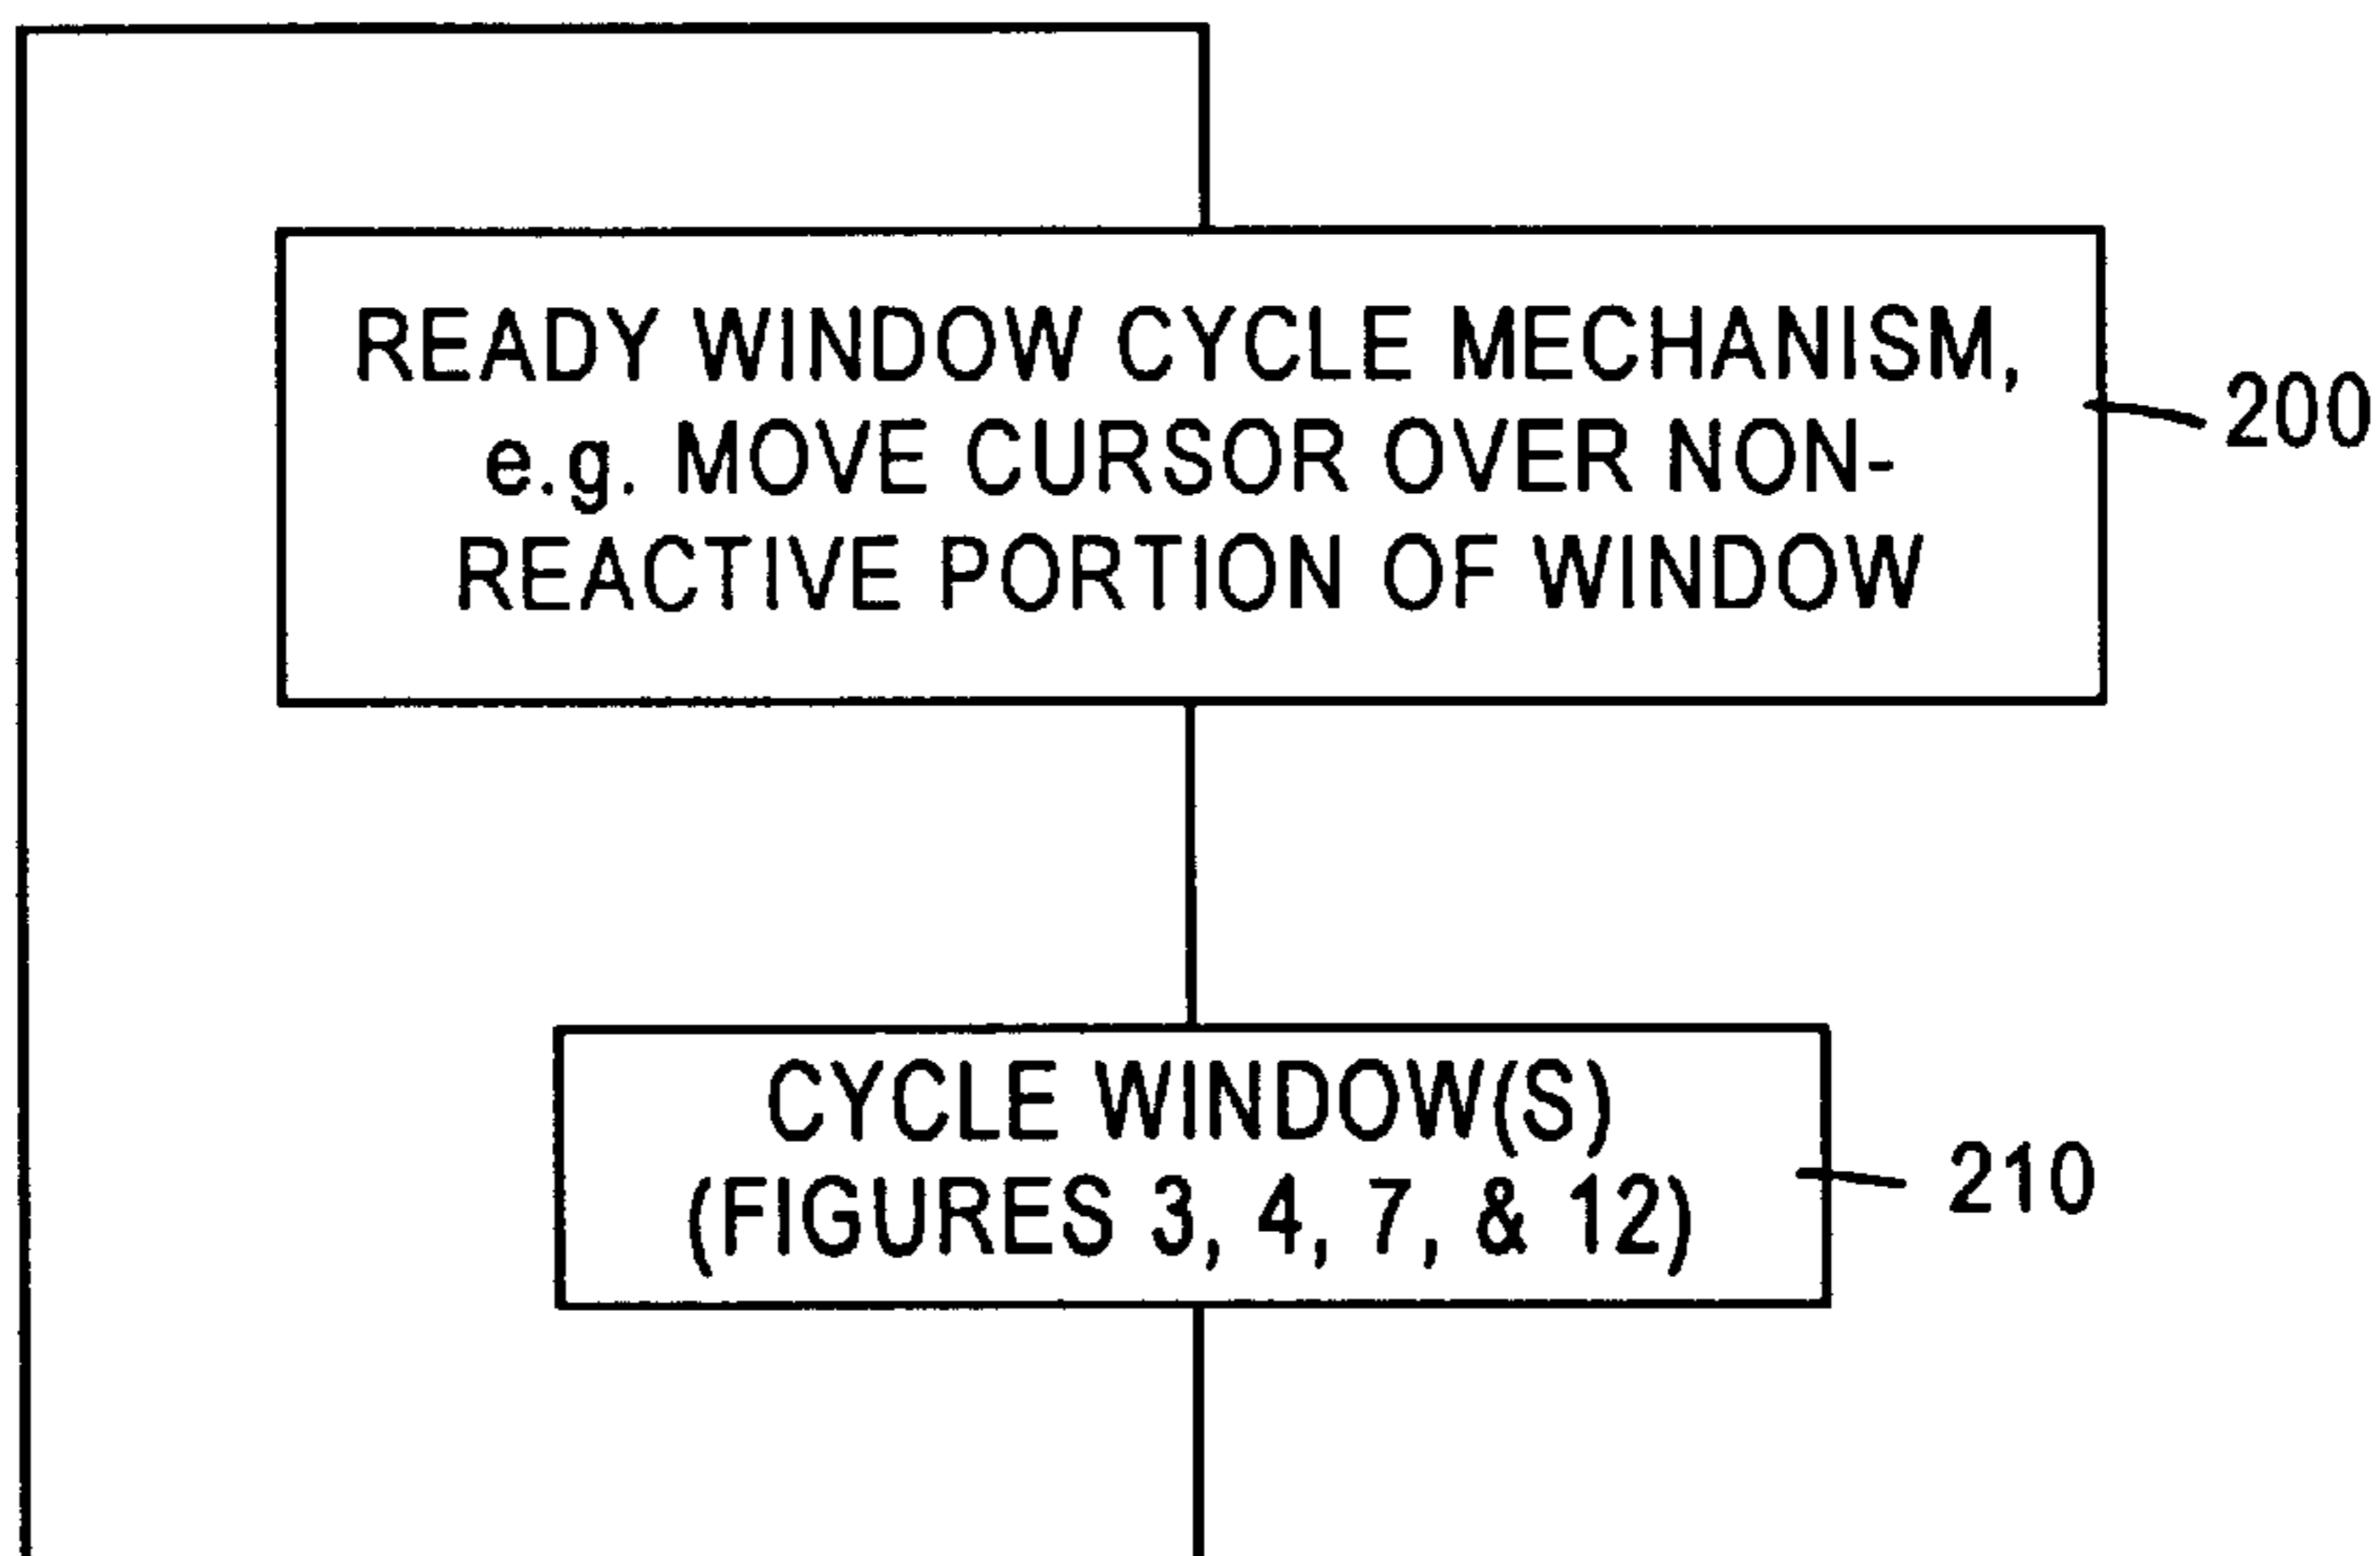 READY WINDOW CYCLE MECHANISM,
e.g. MOVE CURSOR OVER NON-
REACTIVE PORTION OF WINDOW
200
CYCLE WINDOW(S)
(FIGURES 3, 4, 7, & 12)
210